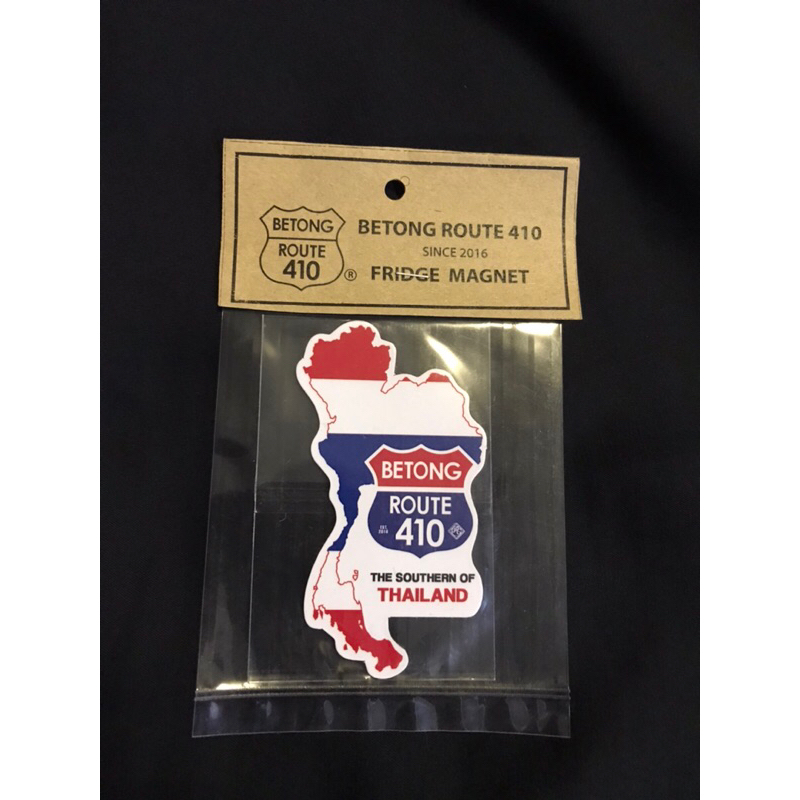 BETONG
ROUTE
410
®
BETONG ROUTE 410
SINCE 2016
FRIDGE MAGNET
BETONG
ROUTE
410
THE SOUTHERN OF
THAILAND